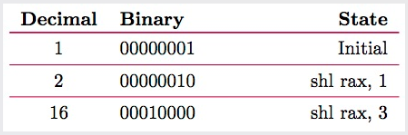 Decimal Binary State
1 00000001 Initial
2 00000010 shl rax, 1
16 00010000 shl rax, 3